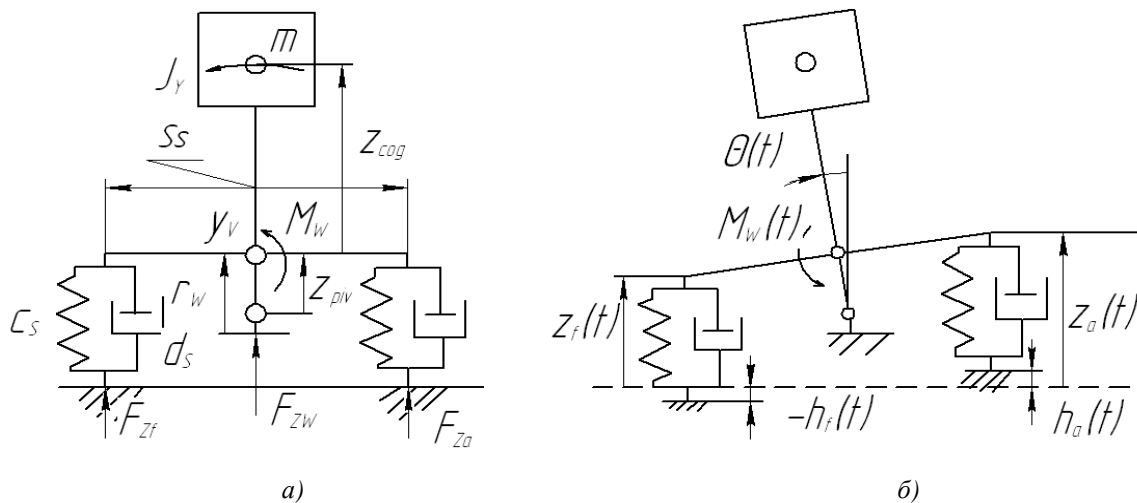 m
J_Y
Ss
z_cog
y_V
M_W
r_W
z_piv
C_S
d_S
F_Zf
F_ZW
F_Za
а)
θ(t)
M_W(t)
z_f(t)
z_a(t)
-h_f(t)
h_a(t)
б)